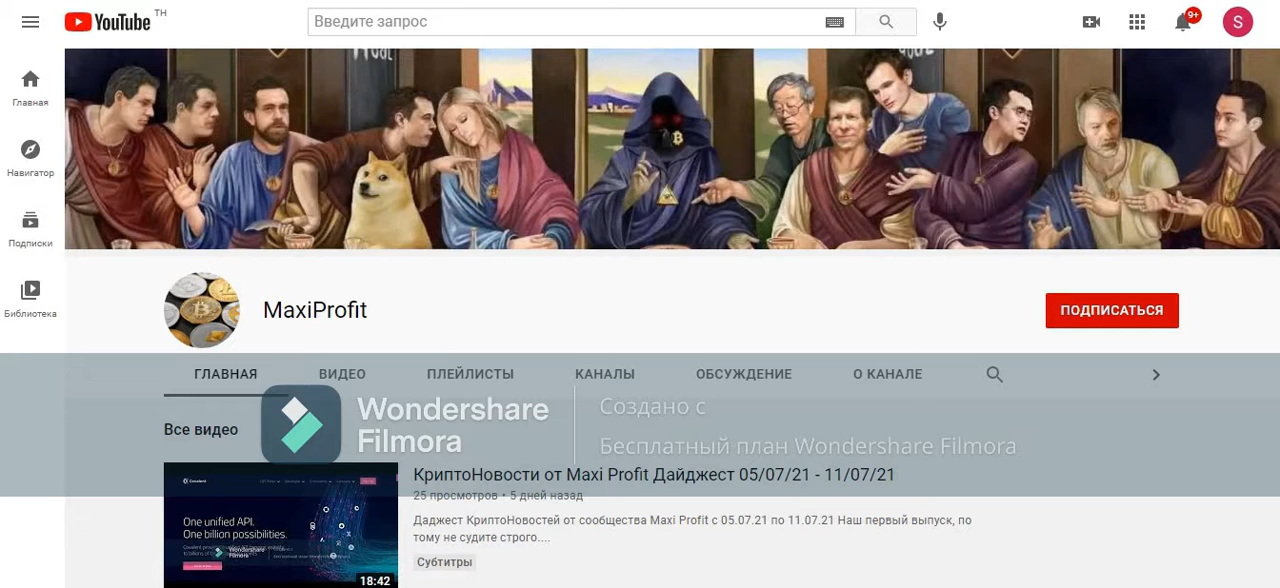 YouTube TH
Введите запрос
9+
S
Главная
Навигатор
Подписки
Библиотека
MaxiProfit
ПОДПИСАТЬСЯ
ГЛАВНАЯ ВИДЕО ПЛЕЙЛИСТЫ КАНАЛЫ ОБСУЖДЕНИЕ О КАНАЛЕ
Wondershare
Filmora
Создано с
Бесплатный план Wondershare Filmora
Все видео
One unified API.
One billion possibilities.
18:42
КриптоНовости от Maxi Profit Дайджест 05/07/21 - 11/07/21
25 просмотров • 5 дней назад
Даджест КриптоНовостей от сообщества Maxi Profit с 05.07.21 по 11.07.21 Наш первый выпуск, по
тому не судите строго....
Субтитры